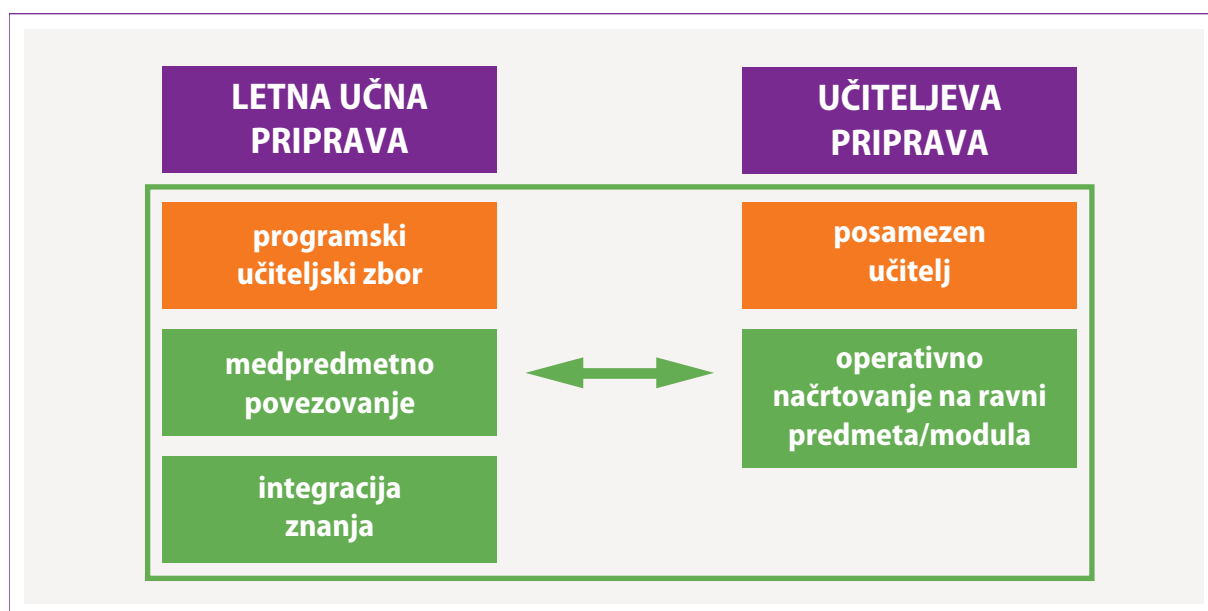 LETNA UČNA
PRIPRAVA
programski
učiteljski zbor
medpredmetno
povezovanje
integracija
znanja
UČITELJEVA
PRIPRAVA
posamezen
učitelj
operativno
načrtovanje na ravni
predmeta/modula